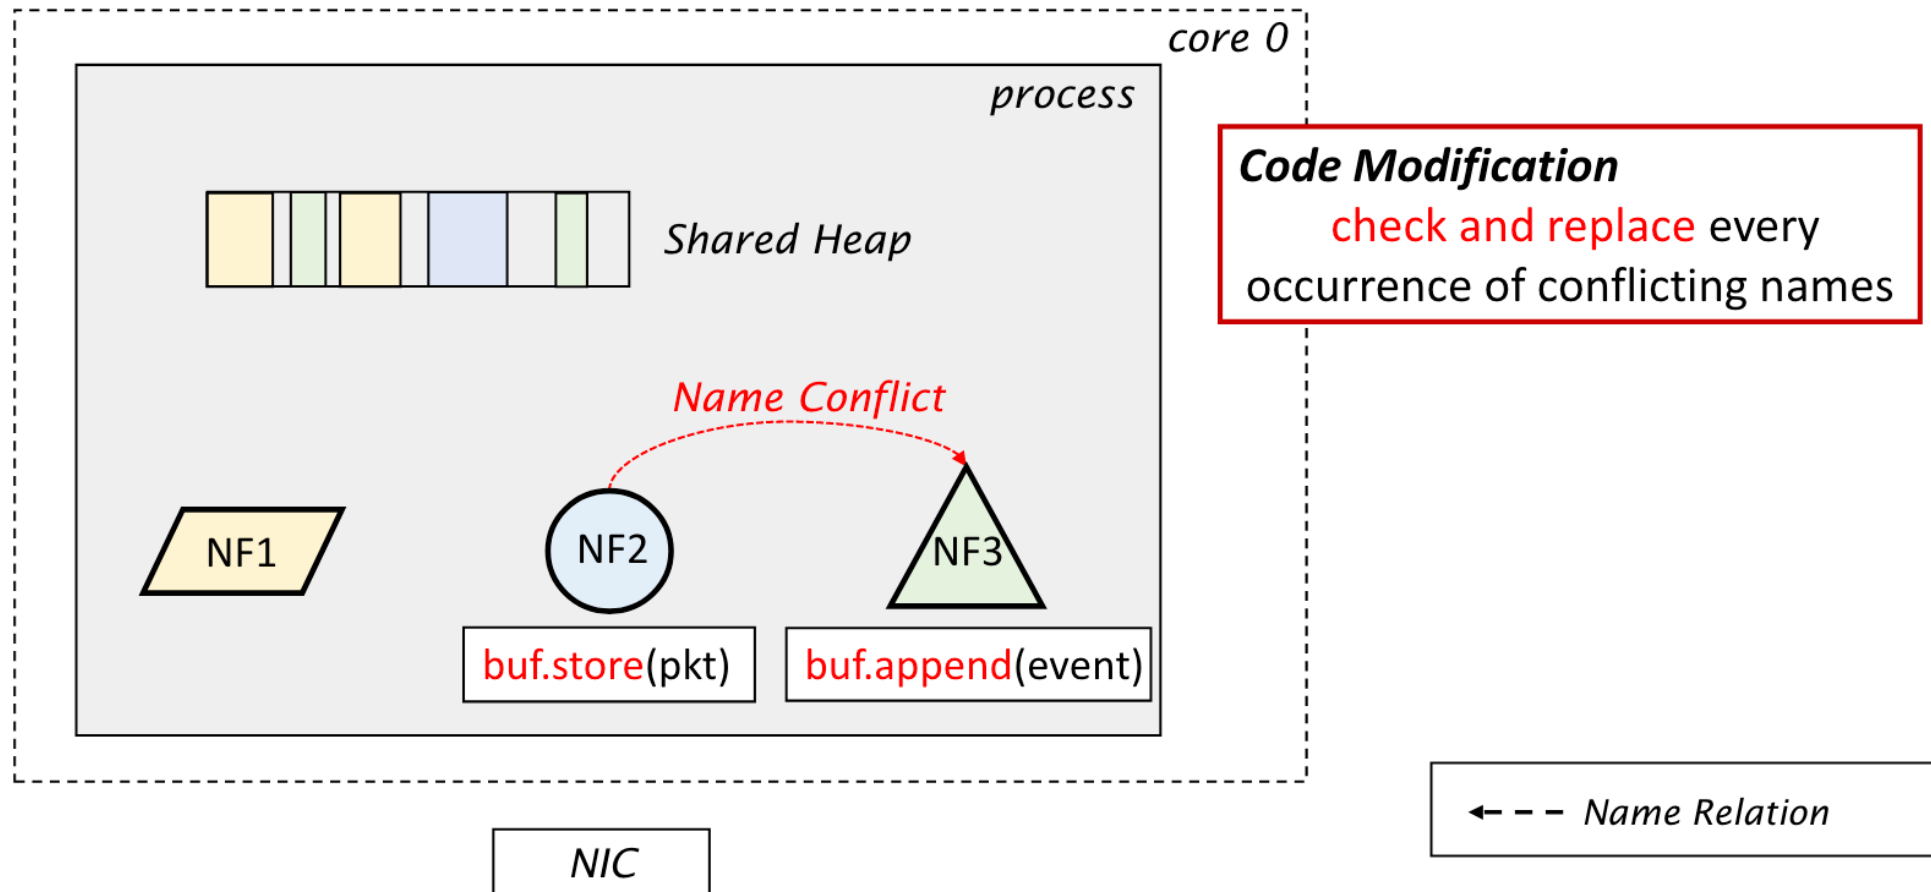 core 0
process
Code Modification
check and replace every
occurrence of conflicting names
Shared Heap
Name Conflict
NF1
NF2
NF3
buf.store(pkt)
buf.append(event)
Name Relation
NIC